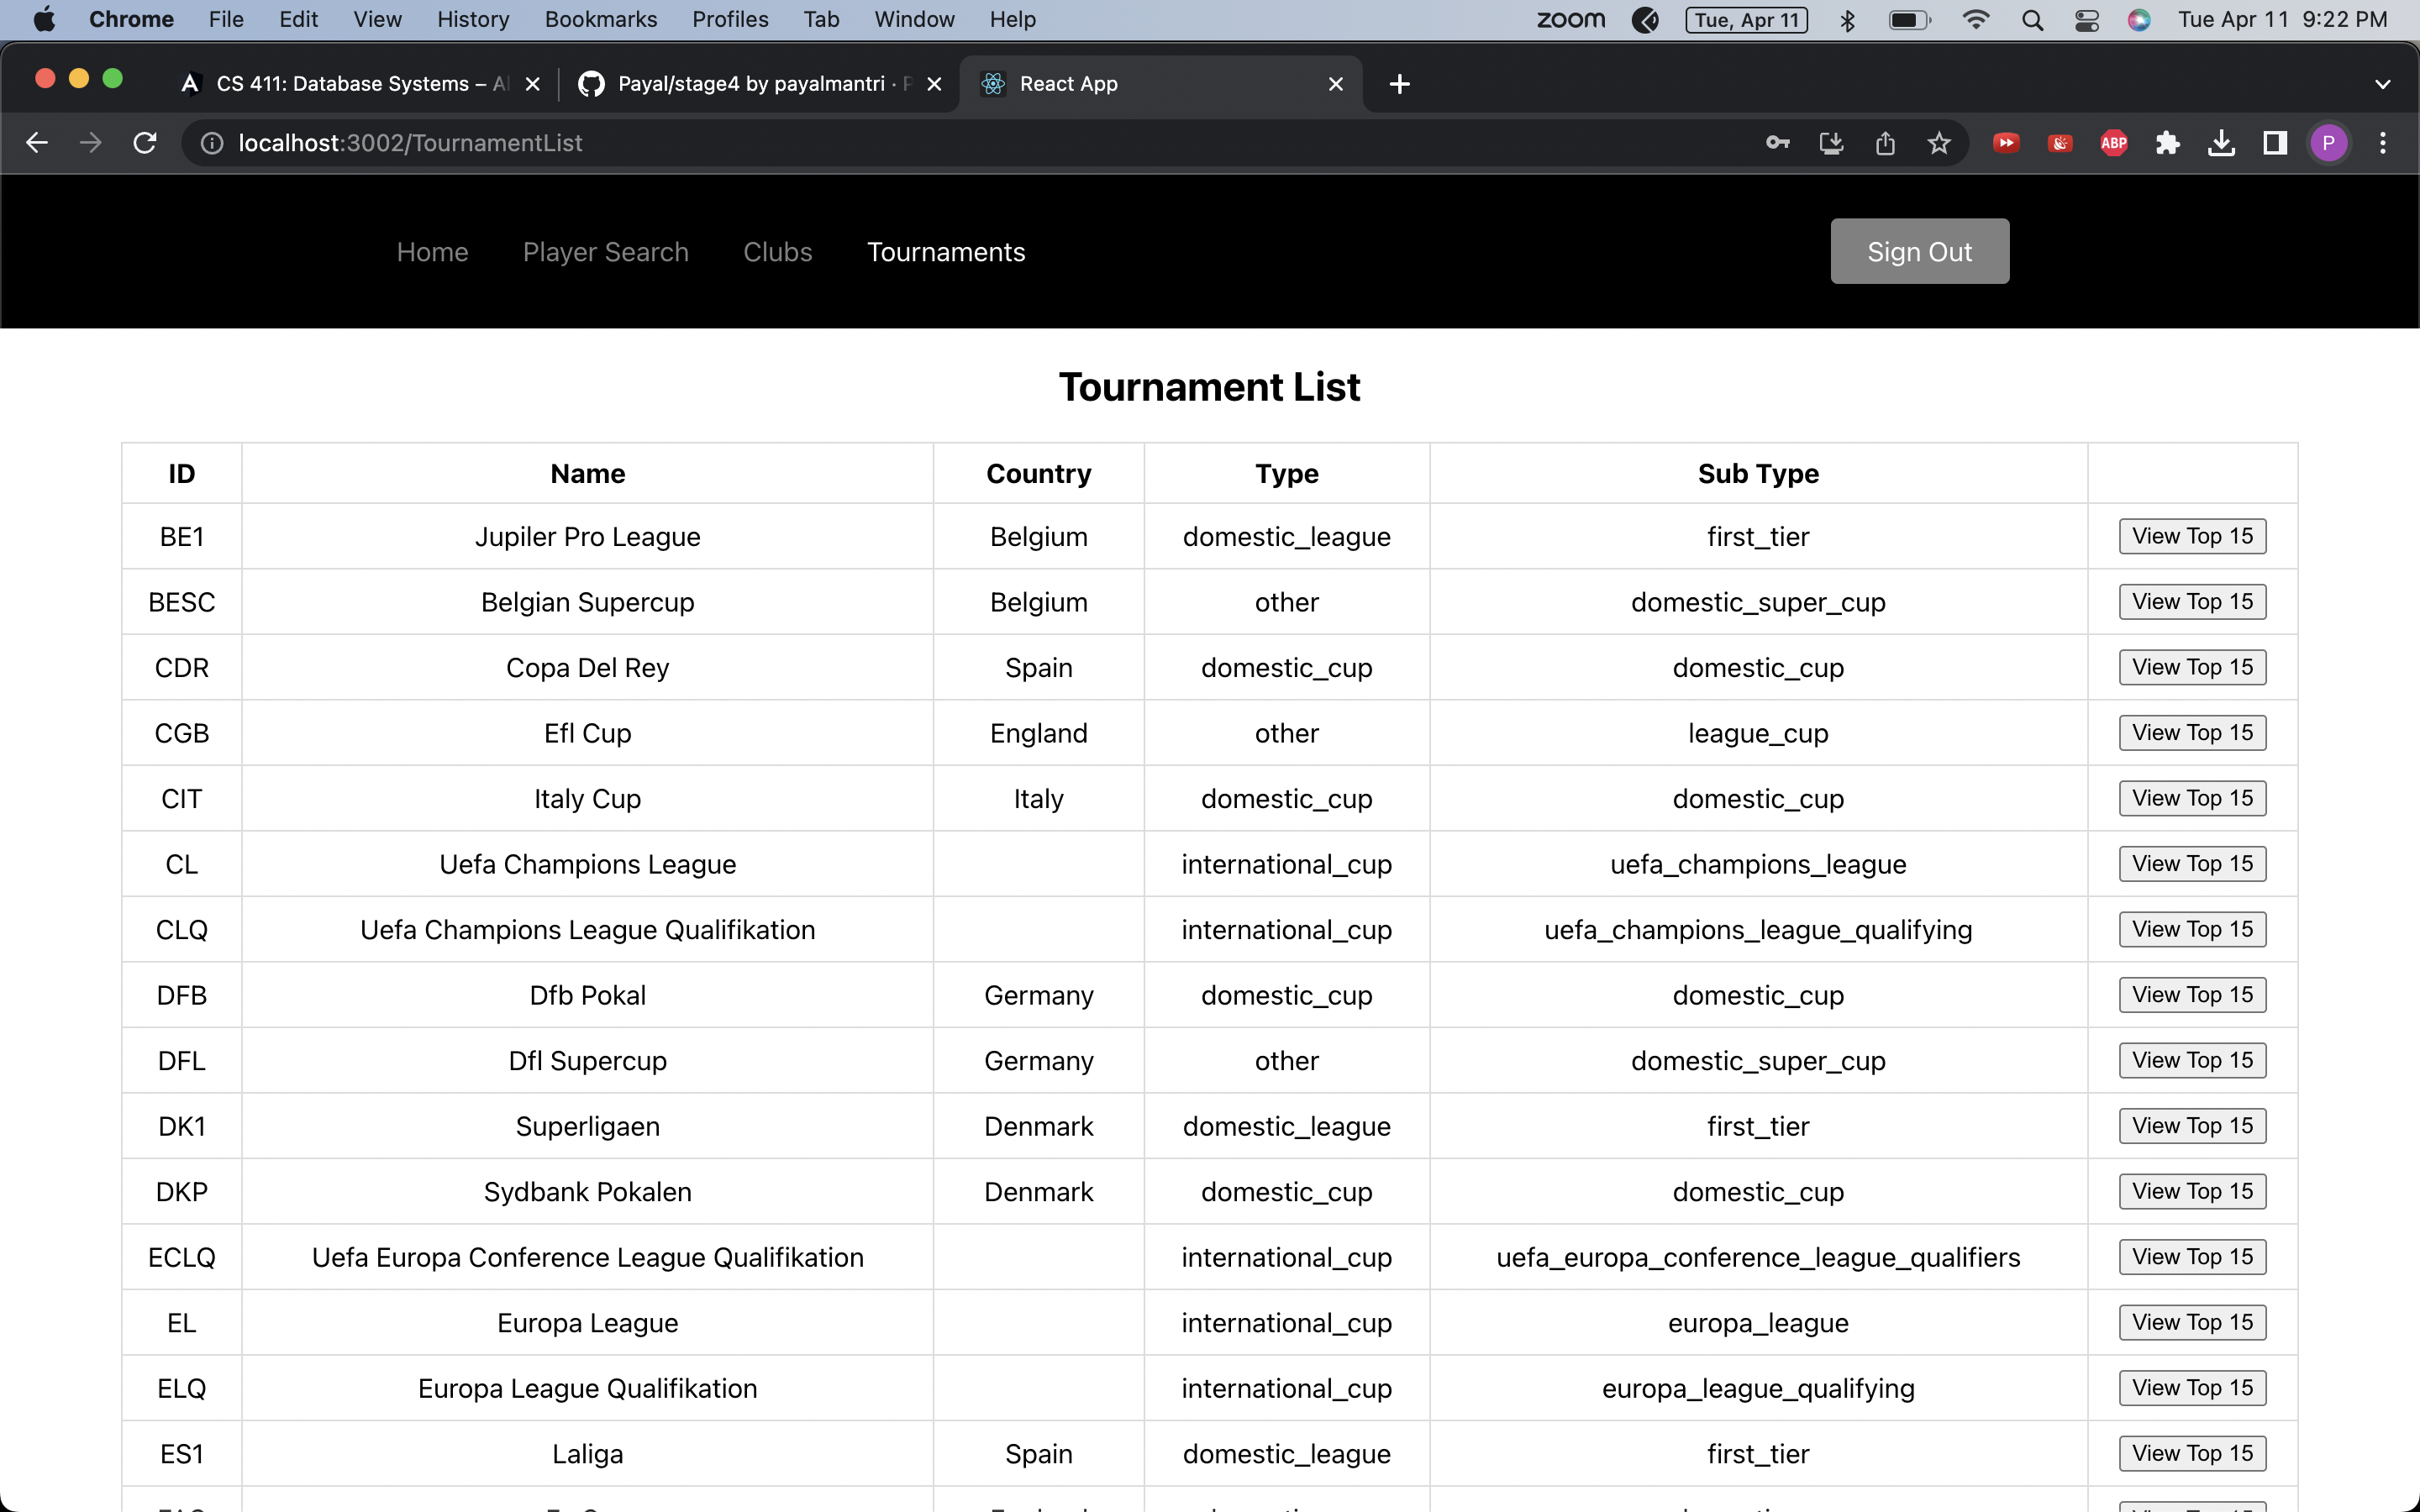 Chrome File Edit View History Bookmarks Profiles Tab Window Help zoom Tue, Apr 11 Tue Apr 11 9:22 PM
CS 411: Database Systems – Payal/stage4 by payalmantri · React App
localhost:3002/TournamentList ABP P
Home Player Search Clubs Tournaments Sign Out
Tournament List
ID Name Country Type Sub Type
BE1 Jupiler Pro League Belgium domestic_league first_tier View Top 15
BESC Belgian Supercup Belgium other domestic_super_cup View Top 15
CDR Copa Del Rey Spain domestic_cup domestic_cup View Top 15
CGB Efl Cup England other league_cup View Top 15
CIT Italy Cup Italy domestic_cup domestic_cup View Top 15
CL Uefa Champions League international_cup uefa_champions_league View Top 15
CLQ Uefa Champions League Qualifikation international_cup uefa_champions_league_qualifying View Top 15
DFB Dfb Pokal Germany domestic_cup domestic_cup View Top 15
DFL Dfl Supercup Germany other domestic_super_cup View Top 15
DK1 Superligaen Denmark domestic_league first_tier View Top 15
DKP Sydbank Pokalen Denmark domestic_cup domestic_cup View Top 15
ECLQ Uefa Europa Conference League Qualifikation international_cup uefa_europa_conference_league_qualifiers View Top 15
EL Europa League international_cup europa_league View Top 15
ELQ Europa League Qualifikation international_cup europa_league_qualifying View Top 15
ES1 Laliga Spain domestic_league first_tier View Top 15